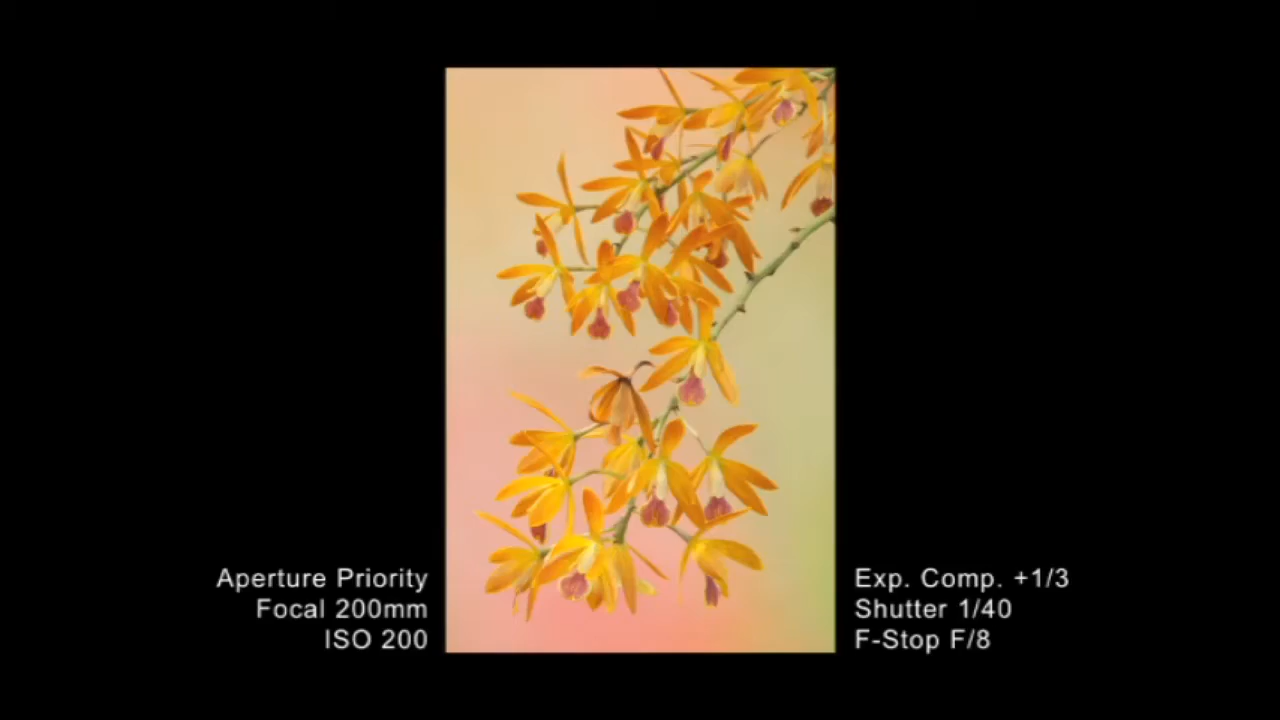 Aperture Priority
Focal 200mm
ISO 200
Exp. Comp. +1/3
Shutter 1/40
F-Stop F/8